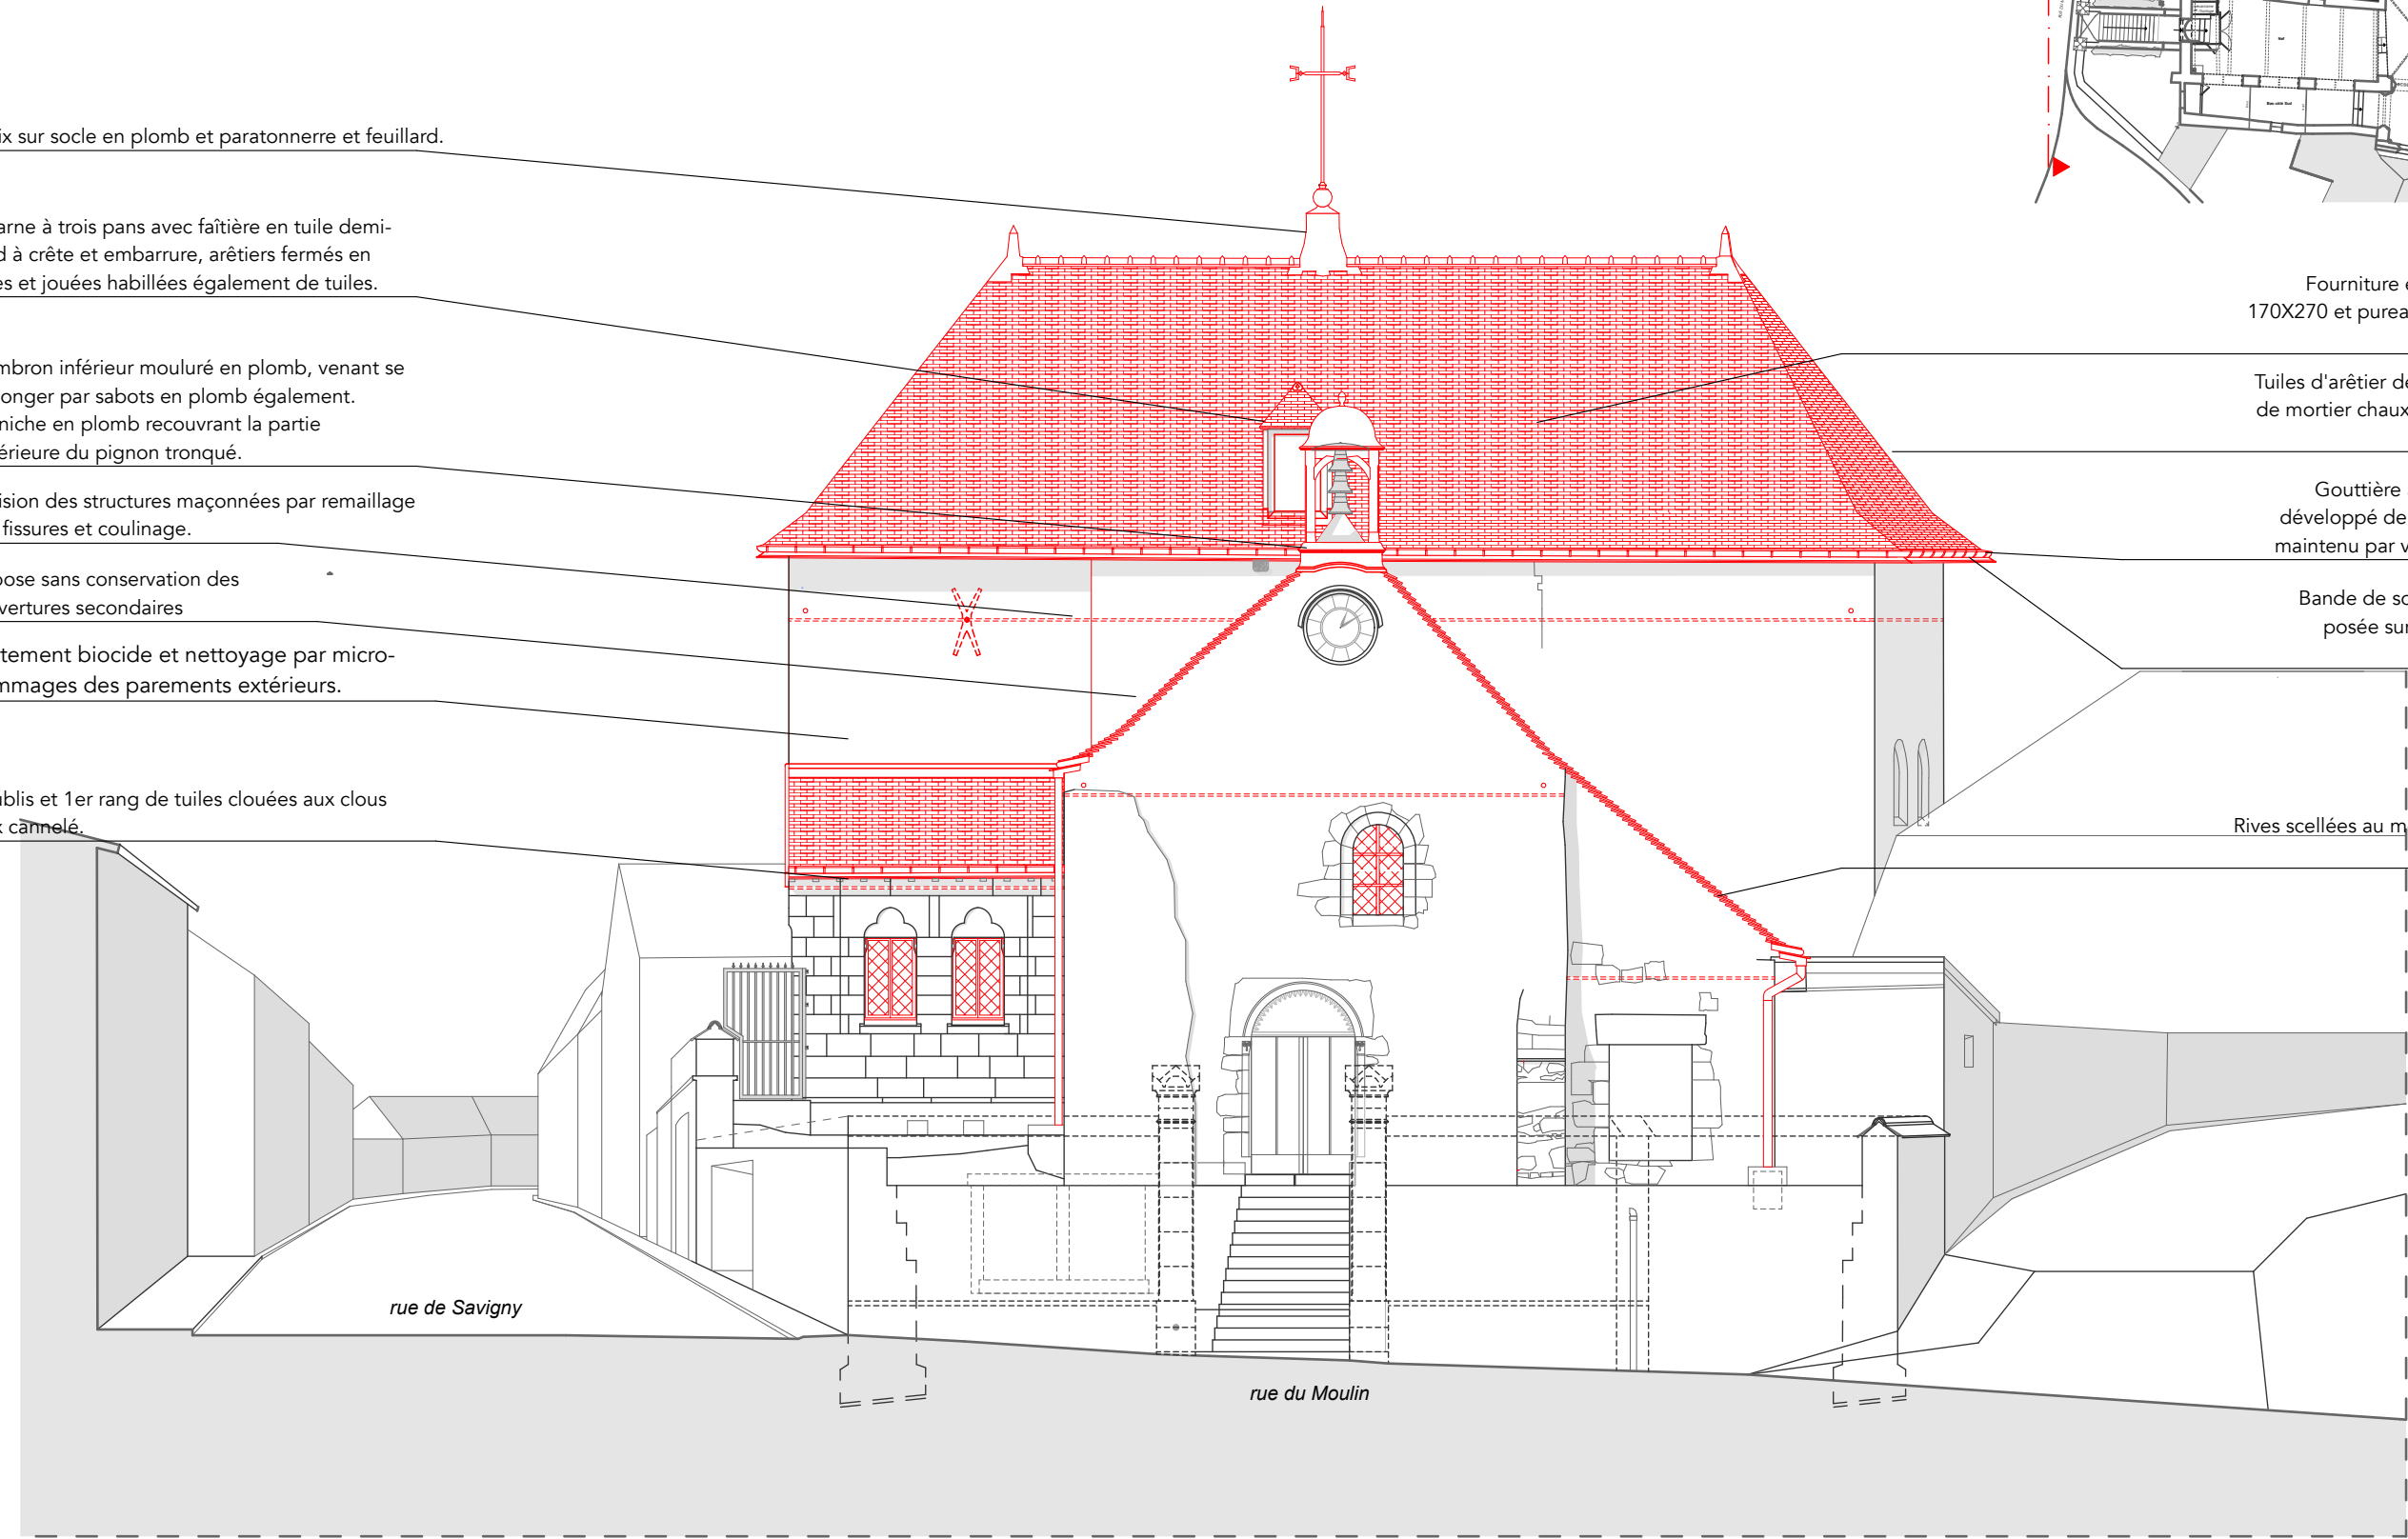 ix sur socle en plomb et paratonnerre et feuillard.
arne à trois pans avec faîtière en tuile demi-
d à crête et embarrure, arêtiers fermés en
es et jouées habillées également de tuiles.
mbron inférieur mouluré en plomb, venant se
onger par sabots en plomb également.
niche en plomb recouvrant la partie
érieure du pignon tronqué.
ision des structures maçonnées par remaillage
fissures et coulinage.
pose sans conservation des
vertures secondaires
tement biocide et nettoyage par micro-
mmages des parements extérieurs.
ublis et 1er rang de tuiles clouées aux clous
x cannelé.
Nef
Bas côté Sud
Fourniture e
170X270 et purea
Tuiles d'arêtier de
de mortier chaux
Gouttière
développé de
maintenu par v
Bande de so
posée sur
Rives scellées au m
rue de Savigny
rue du Moulin